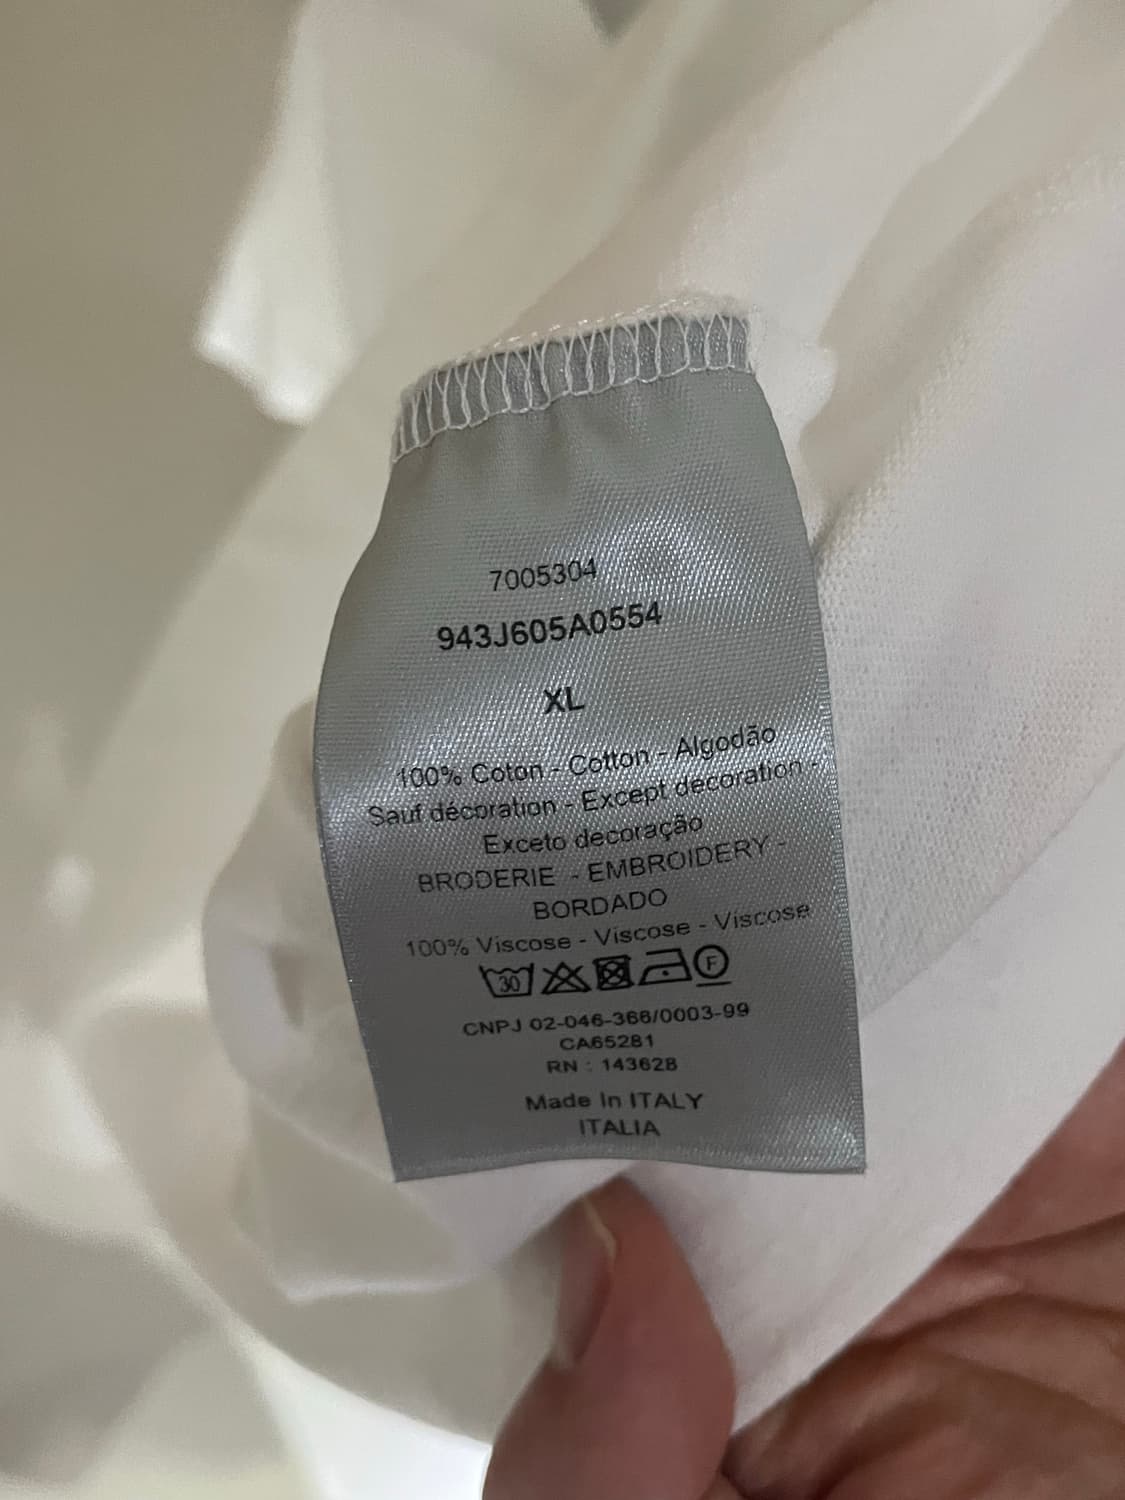 7005304
943J605A0554
XL
100% Coton - Cotton - Algodão
Sauf décoration - Except decoration -
Exceto decoração
BRODERIE - EMBROIDERY -
BORDADO
100% Viscose - Viscose - Viscose
30 F
CNPJ 02-046-366/0003-99
CA65281
RN : 143628
Made In ITALY
ITALIA